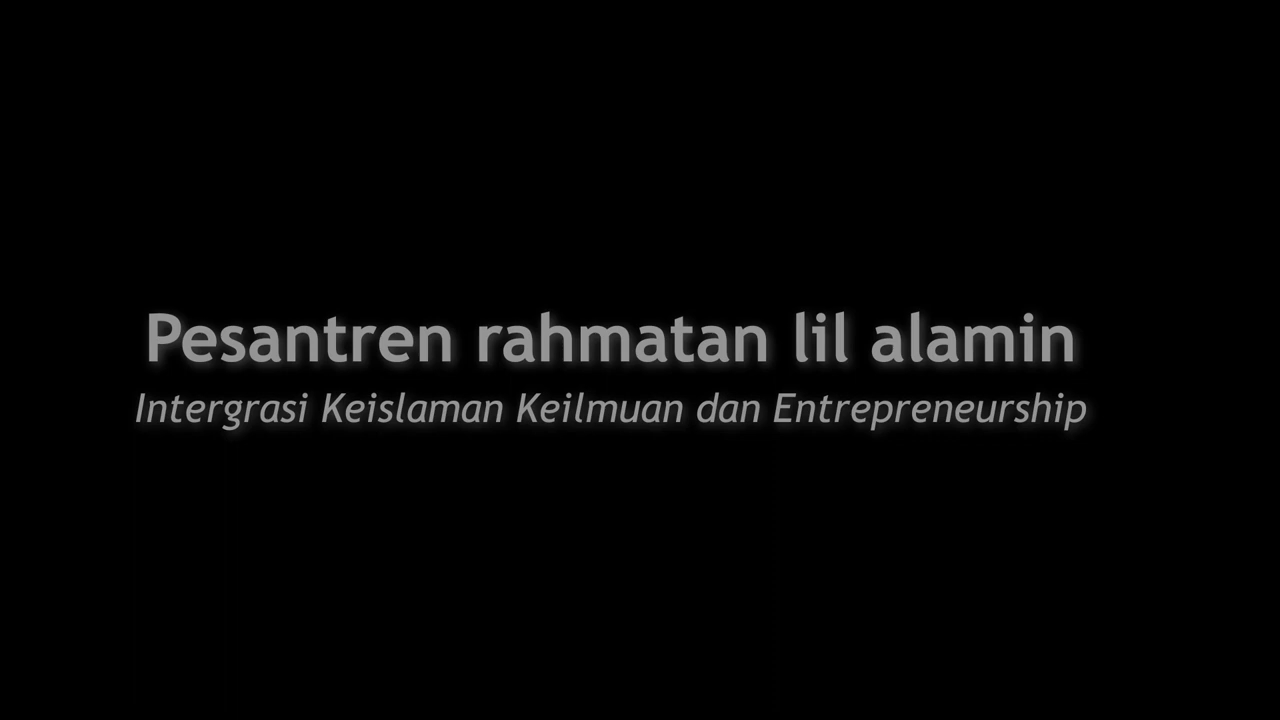 Pesantren rahmatan lil alamin
Intergrasi Keislaman Keilmuan dan Entrepreneurship